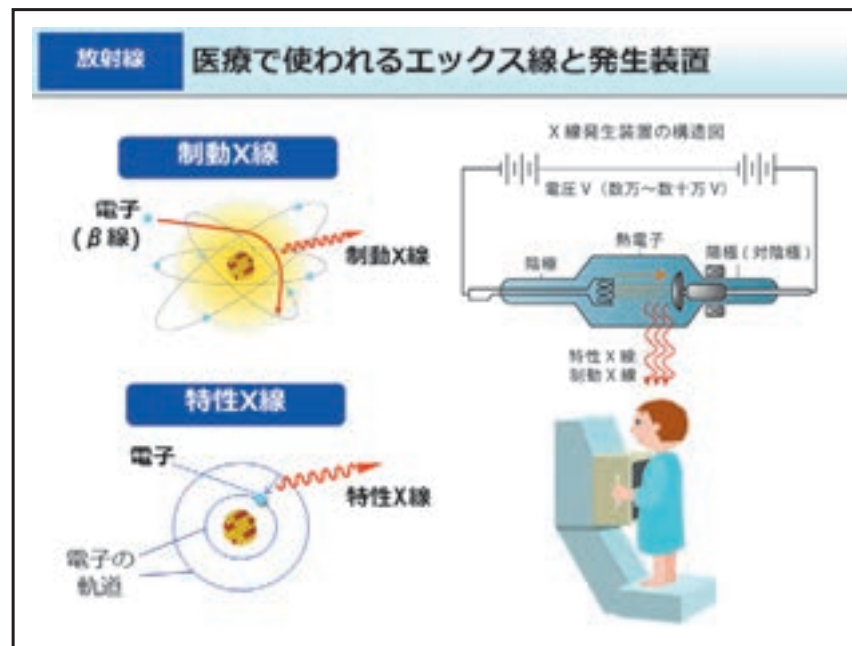 放射線
医療で使われるエックス線と発生装置
制動X線
電子
(β線)
制動X線
特性X線
電子
特性X線
電子の
軌道
X線発生装置の構造図
電圧V（数万～数十万V）
熱電子
陰極
陽極(対陰極)
特性X線
制動X線